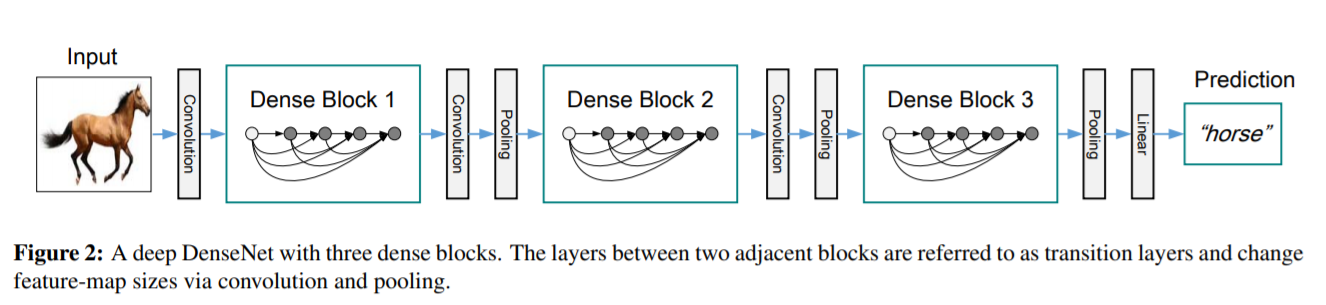 Input
Convolution
Dense Block 1
Convolution
Pooling
Dense Block 2
Convolution
Pooling
Dense Block 3
Pooling
Linear
Prediction
“horse”
Figure 2: A deep DenseNet with three dense blocks. The layers between two adjacent blocks are referred to as transition layers and change
feature-map sizes via convolution and pooling.